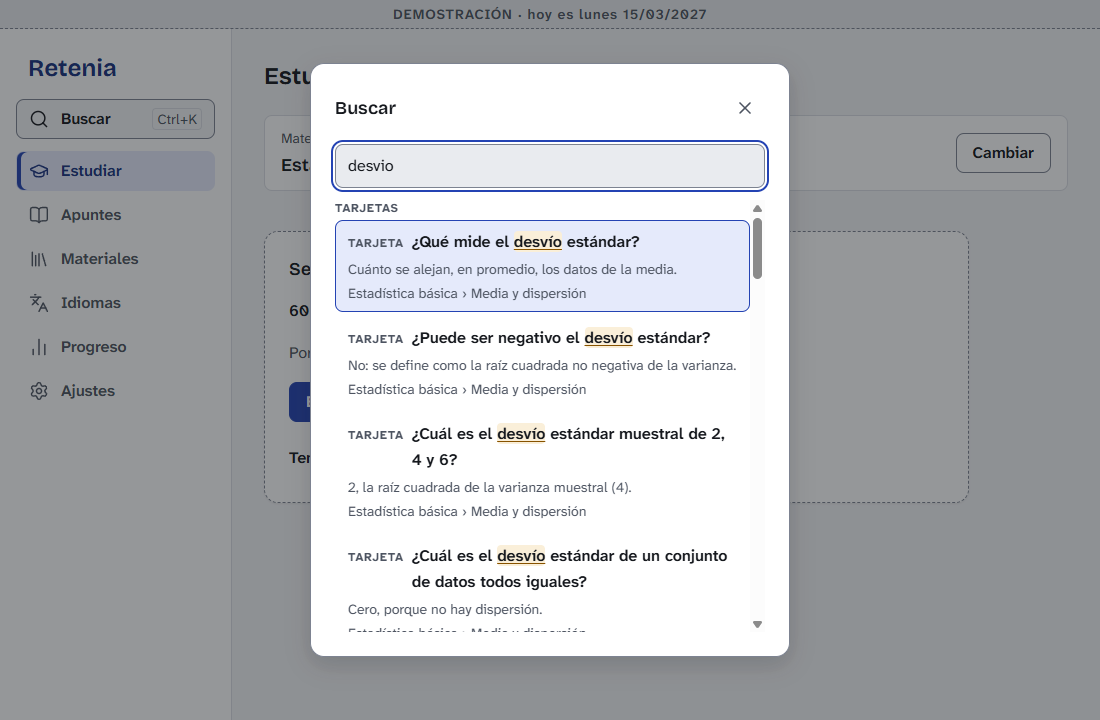 DEMOSTRACIÓN · hoy es lunes 15/03/2027
Retenia
Buscar Ctrl+K
Estudiar
Apuntes
Materiales
Idiomas
Progreso
Ajustes
Cambiar
Buscar
desvio
TARJETAS
TARJETA ¿Qué mide el desvío estándar?
Cuánto se alejan, en promedio, los datos de la media.
Estadística básica › Media y dispersión
TARJETA ¿Puede ser negativo el desvío estándar?
No: se define como la raíz cuadrada no negativa de la varianza.
Estadística básica › Media y dispersión
TARJETA ¿Cuál es el desvío estándar muestral de 2,
4 y 6?
2, la raíz cuadrada de la varianza muestral (4).
Estadística básica › Media y dispersión
TARJETA ¿Cuál es el desvío estándar de un conjunto
de datos todos iguales?
Cero, porque no hay dispersión.
Estadística básica › Media y dispersión